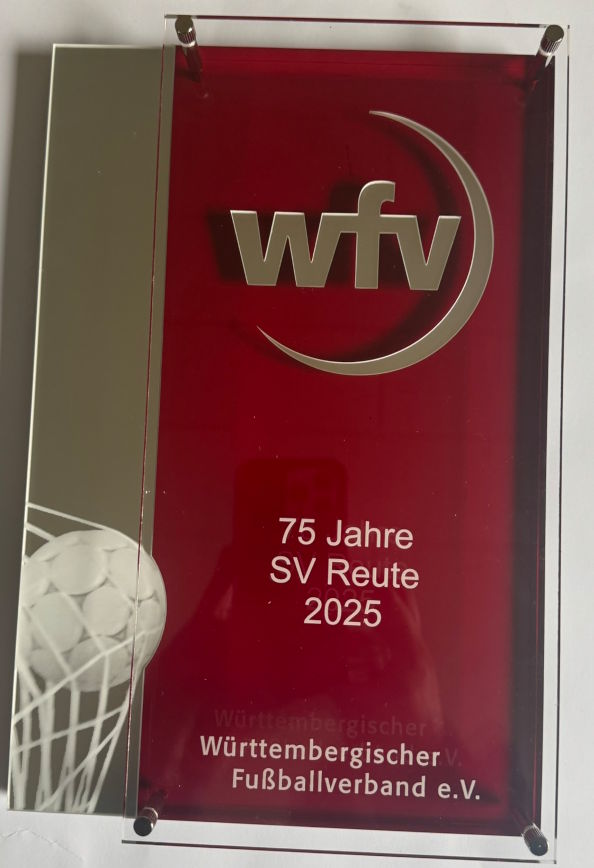 wfv
75 Jahre
SV Reute
2025
Württembergischer
Fußballverband e.V.